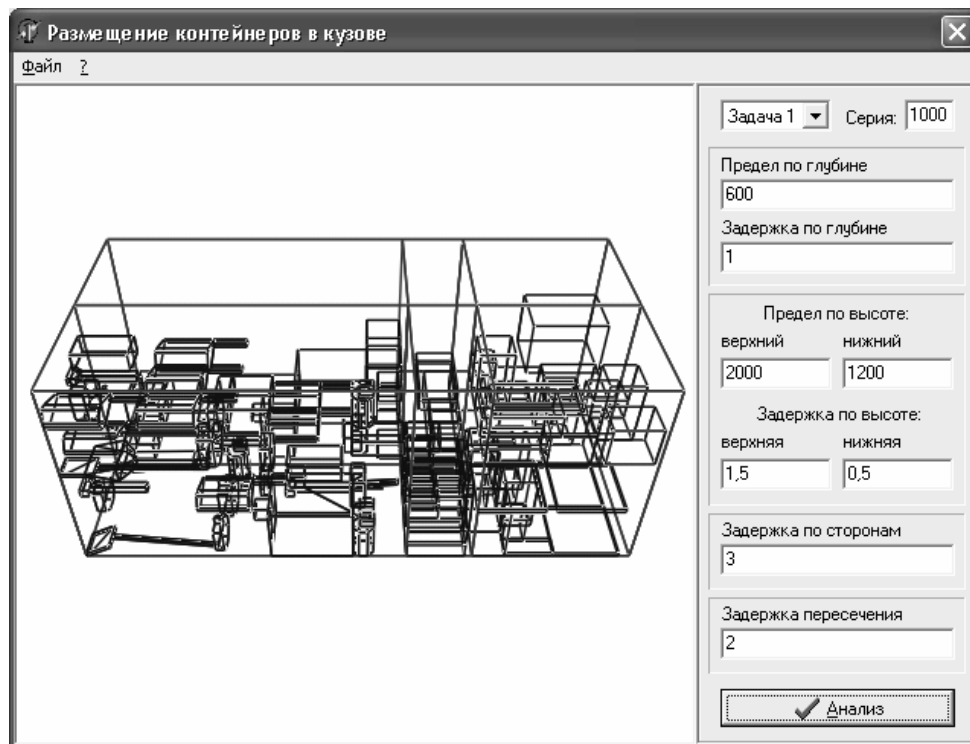 Размещение контейнеров в кузове
Файл ?
Задача 1 Серия: 1000
Предел по глубине
600
Задержка по глубине
1
Предел по высоте:
верхний нижний
2000 1200
Задержка по высоте:
верхняя нижняя
1,5 0,5
Задержка по сторонам
3
Задержка пересечения
2
Анализ